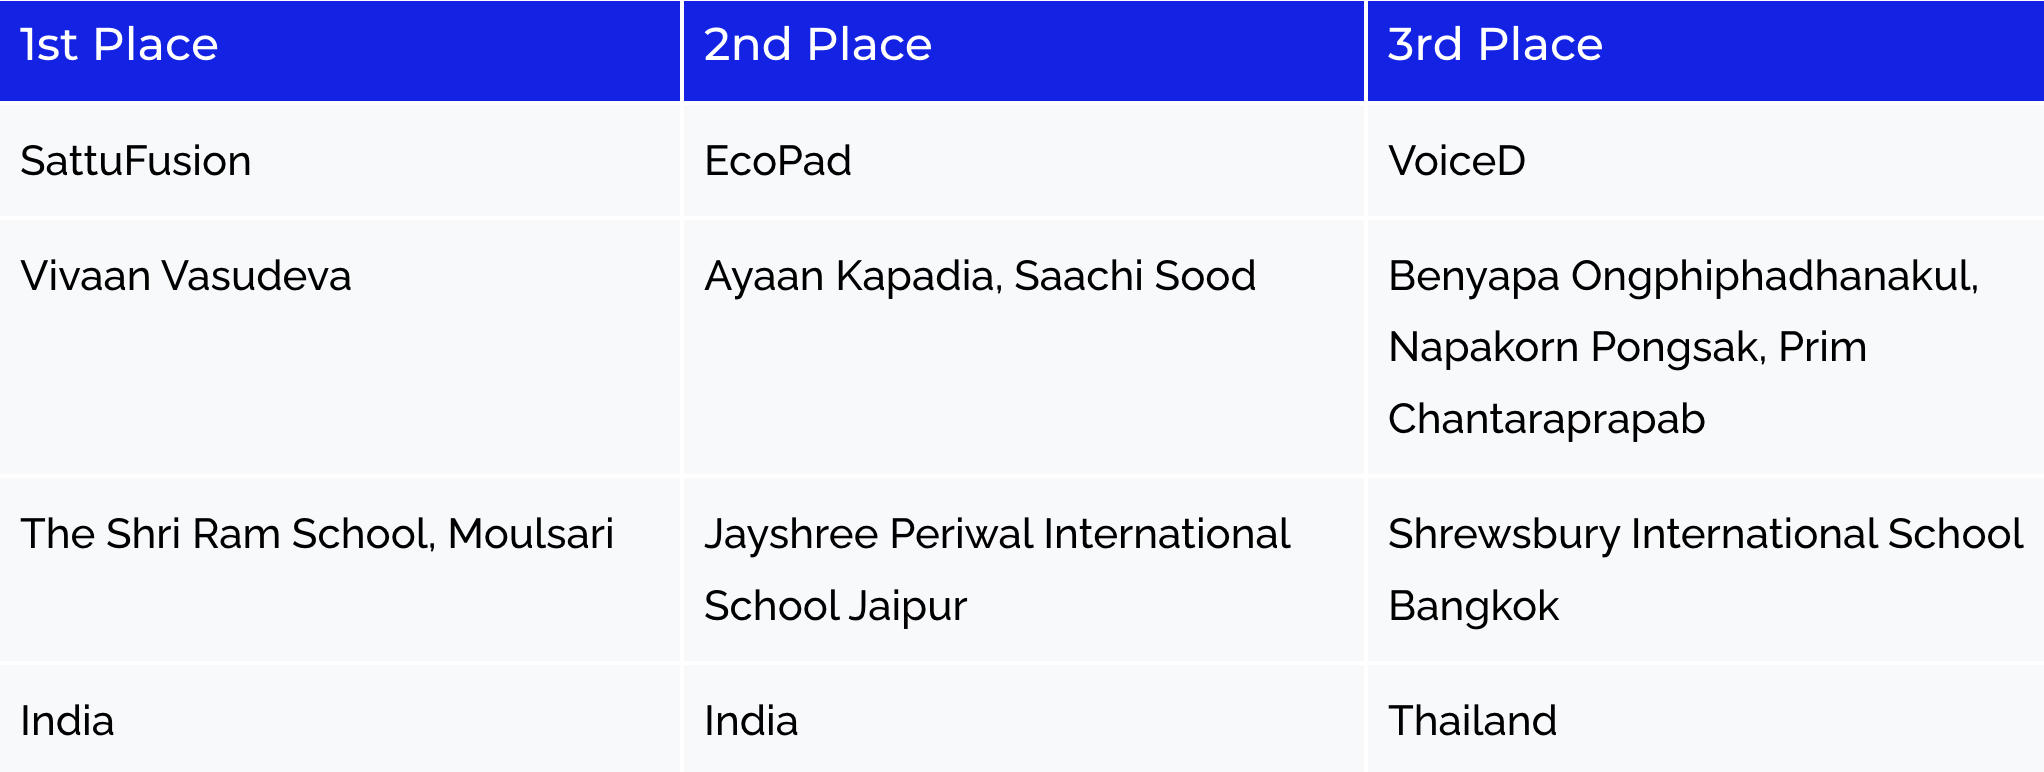 1st Place
2nd Place
3rd Place
SattuFusion
EcoPad
VoiceD
Vivaan Vasudeva
Ayaan Kapadia, Saachi Sood
Benyapa Ongphiphadhanakul,
Napakorn Pongsak, Prim
Chantaraprapab
The Shri Ram School, Moulsari
Jayshree Periwal International
School Jaipur
Shrewsbury International School
Bangkok
India
India
Thailand